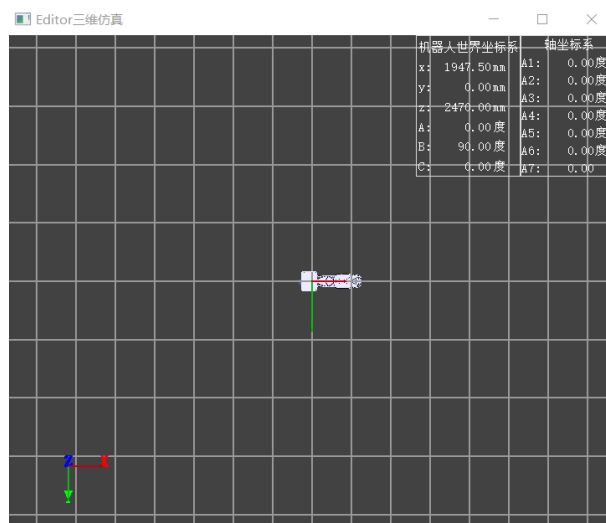 Editor三维仿真
机器人世界坐标系
x: 1947.50mm
y: 0.00mm
z: 2470.00mm
A: 0.00度
B: 90.00度
C: 0.00度
轴坐标系
A1: 0.00度
A2: 0.00度
A3: 0.00度
A4: 0.00度
A5: 0.00度
A6: 0.00度
A7: 0.00
Z X
Y